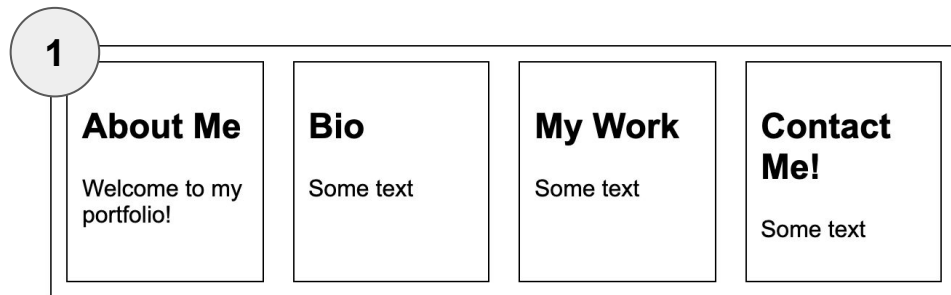 1
About Me
Welcome to my
portfolio!
Bio
Some text
My Work
Some text
Contact
Me!
Some text